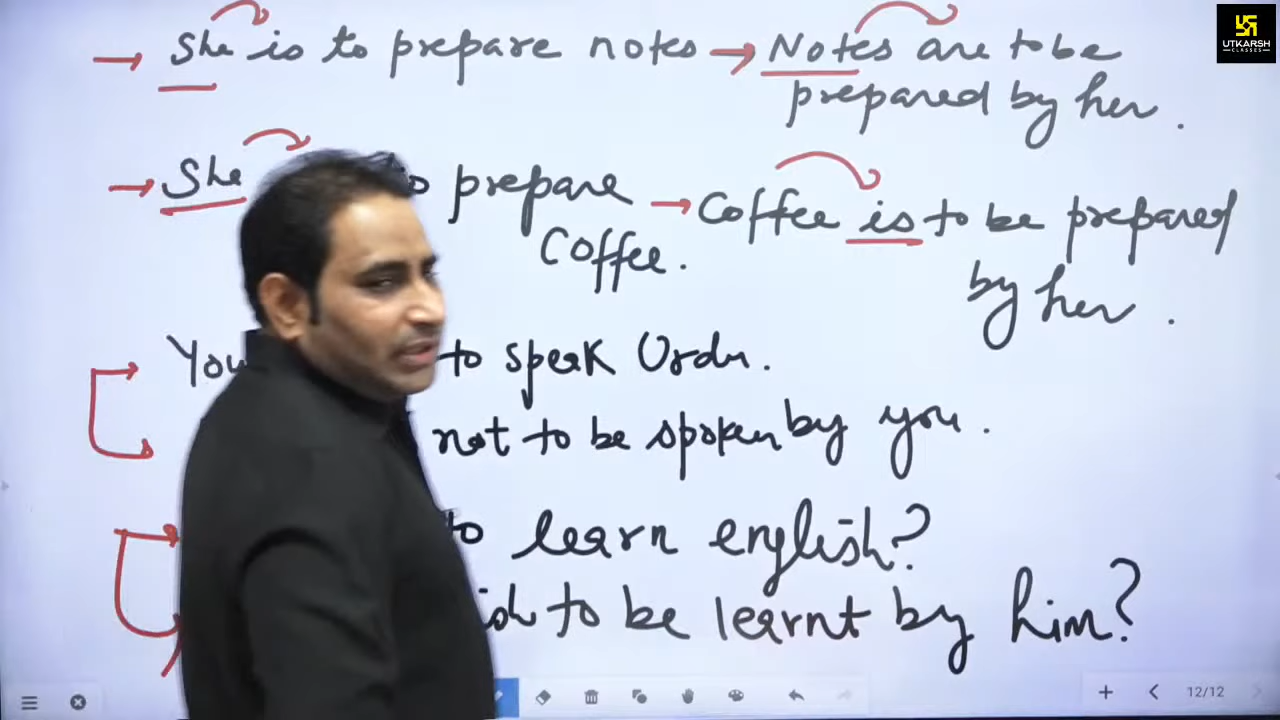 She is to prepare notes → Notes are to be
prepared by her.
UTKARSH
CLASSES
She to prepare
Coffee. → Coffee is to be prepared
by her.
You to speak Urdu.
not to be spoken by you.
to learn english?
to be learnt by him?
12/12